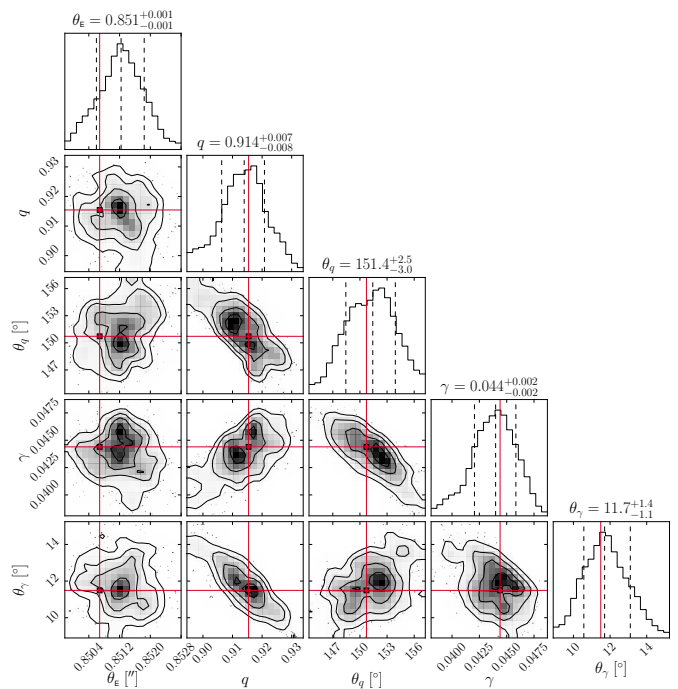 θ_E = 0.851^{+0.001}_{-0.001}
q = 0.914^{+0.007}_{-0.008}
0.93
0.92
0.91
0.90
q
θ_q = 151.4^{+2.5}_{-3.0}
156
153
150
147
θ_q [°]
γ = 0.044^{+0.002}_{-0.002}
0.0475
0.0450
0.0425
0.0400
γ
θ_γ = 11.7^{+1.4}_{-1.1}
14
12
10
θ_γ [°]
0.8504 0.8512 0.8520 0.8528 0.90 0.91 0.92 0.93 147 150 153 156 0.0400 0.0425 0.0450 0.0475 10 12 14
θ_E [″] q θ_q [°] γ θ_γ [°]